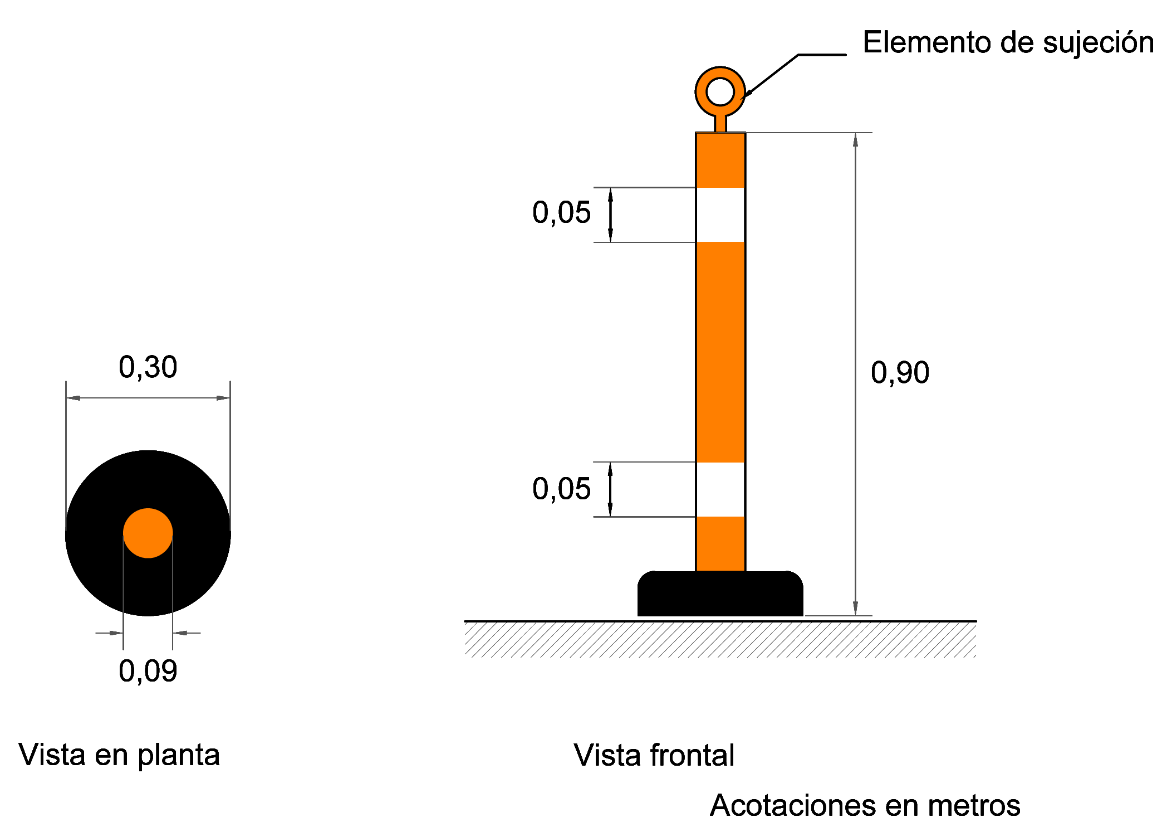 Elemento de sujeción
0,05
0,90
0,30
0,05
0,09
Vista en planta
Vista frontal
Acotaciones en metros